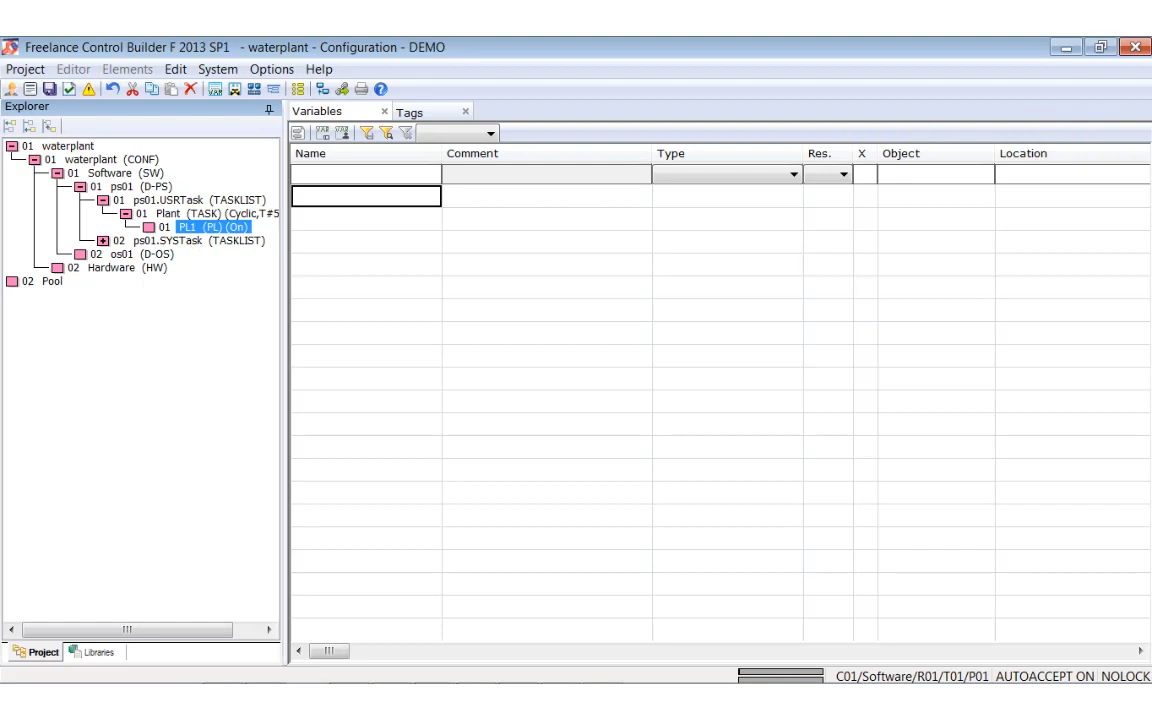 Freelance Control Builder F 2013 SP1 - waterplant - Configuration - DEMO
Project Editor Elements Edit System Options Help
Explorer
Variables × Tags ×
Name Comment Type Res. X Object Location
01 waterplant
01 waterplant (CONF)
01 Software (SW)
01 ps01 (D-PS)
01 ps01.USRTask (TASKLIST)
01 Plant (TASK) (Cyclic,T#5
01 PL1 (PL) (On)
02 ps01.SYSTask (TASKLIST)
02 os01 (D-OS)
02 Hardware (HW)
02 Pool
Project Libraries
C01/Software/R01/T01/P01 AUTOACCEPT ON NOLOCK